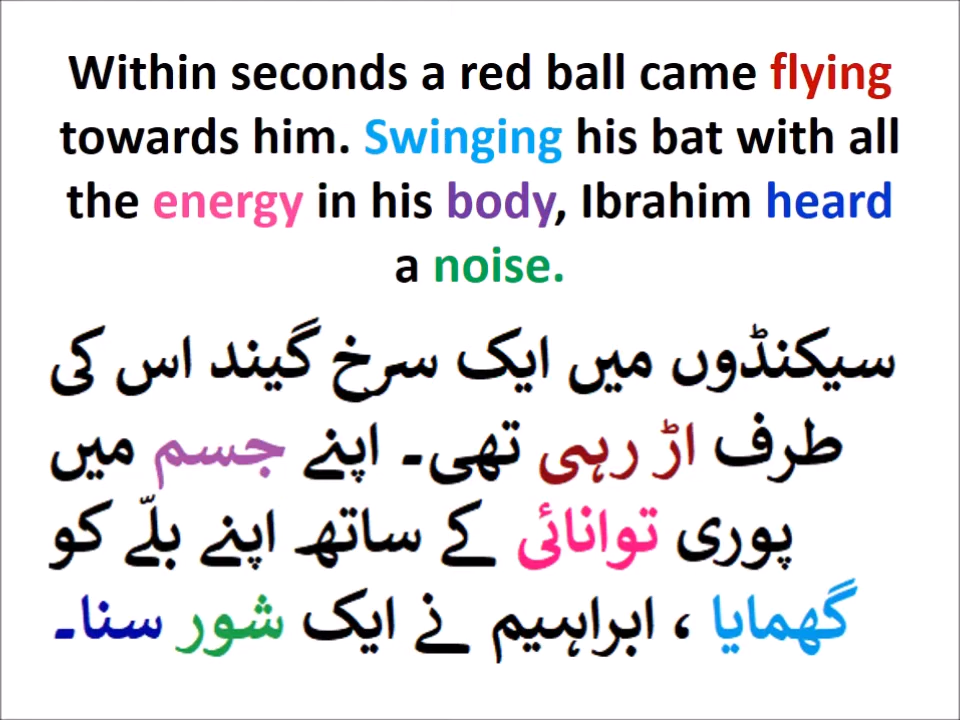 Within seconds a red ball came flying
towards him. Swinging his bat with all
the energy in his body, Ibrahim heard
a noise.
سیکنڈوں میں ایک سرخ گیند اس کی
طرف اڑ رہی تھی۔ اپنے جسم میں
پوری توانائی کے ساتھ اپنے بلّے کو
گھمایا ، ابراہیم نے ایک شور سنا۔